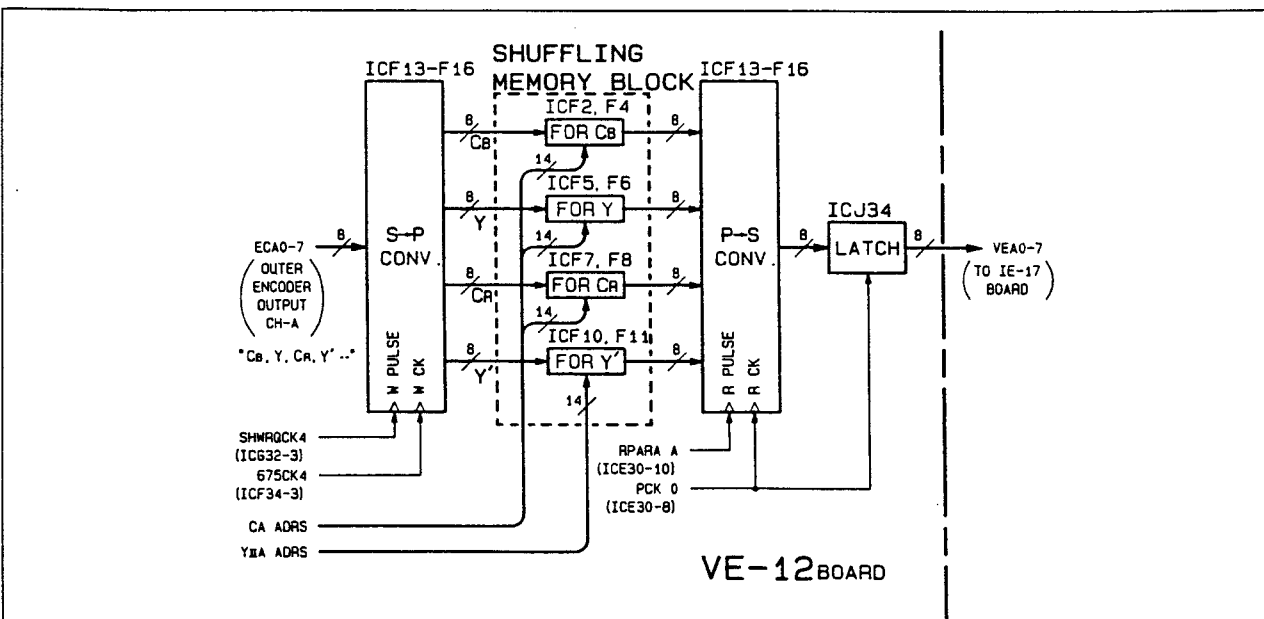 SHUFFLING
MEMORY BLOCK
ICF13-F16
S→P
CONV.
W PULSE
W CK
ECA0-7
8
(OUTER
ENCODER
OUTPUT
CH-A)
"CB, Y, CR, Y'--"
SHWRQCK4
(ICG32-3)
675CK4
(ICF34-3)
CA ADRS
YⅡA ADRS
8
CB
ICF2, F4
FOR CB
8
14
8
Y
ICF5, F6
FOR Y
8
14
8
CR
ICF7, F8
FOR CR
8
14
8
Y'
ICF10, F11
FOR Y'
8
14
ICF13-F16
P→S
CONV.
R PULSE
R CK
RPARA A
(ICE30-10)
PCK 0
(ICE30-8)
8
ICJ34
LATCH
8
VEA0-7
(TO IE-17
BOARD)
VE-12 BOARD